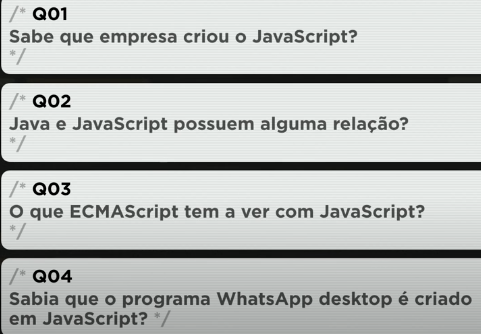 /* Q01
Sabe que empresa criou o JavaScript?
*/
/* Q02
Java e JavaScript possuem alguma relação?
*/
/* Q03
O que ECMAScript tem a ver com JavaScript?
*/
/* Q04
Sabia que o programa WhatsApp desktop é criado
em JavaScript? */